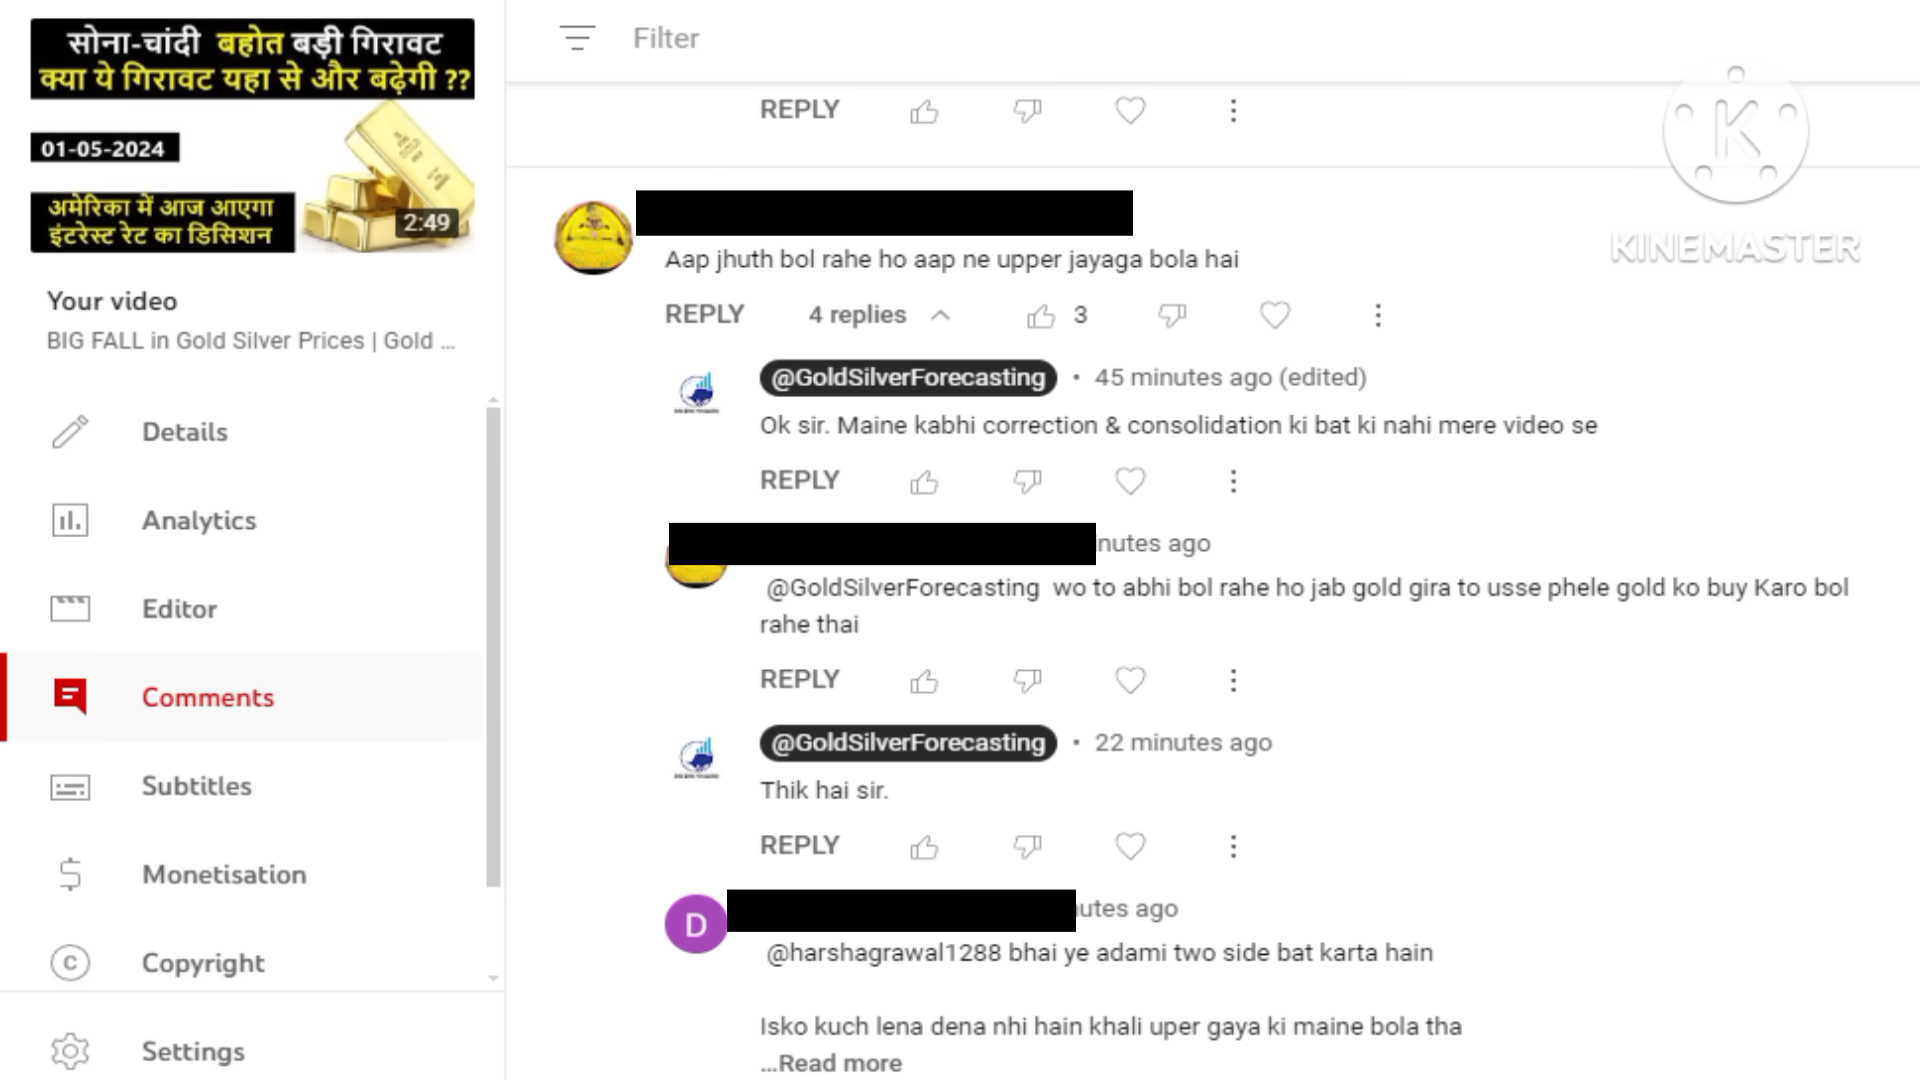 सोना-चांदी बहोत बड़ी गिरावट
क्या ये गिरावट यहा से और बढ़ेगी ??
01-05-2024
अमेरिका में आज आएगा
इंटरेस्ट रेट का डिसिशन
2:49
Your video
BIG FALL in Gold Silver Prices | Gold ...
Details
Analytics
Editor
Comments
Subtitles
Monetisation
Copyright
Settings
Filter
REPLY
Aap jhuth bol rahe ho aap ne upper jayaga bola hai
REPLY 4 replies 3
@GoldSilverForecasting • 45 minutes ago (edited)
Ok sir. Maine kabhi correction & consolidation ki bat ki nahi mere video se
REPLY
nutes ago
@GoldSilverForecasting wo to abhi bol rahe ho jab gold gira to usse phele gold ko buy Karo bol
rahe thai
REPLY
@GoldSilverForecasting • 22 minutes ago
Thik hai sir.
REPLY
D
utes ago
@harshagrawal1288 bhai ye adami two side bat karta hain
Isko kuch lena dena nhi hain khali uper gaya ki maine bola tha
...Read more
K
KINEMASTER